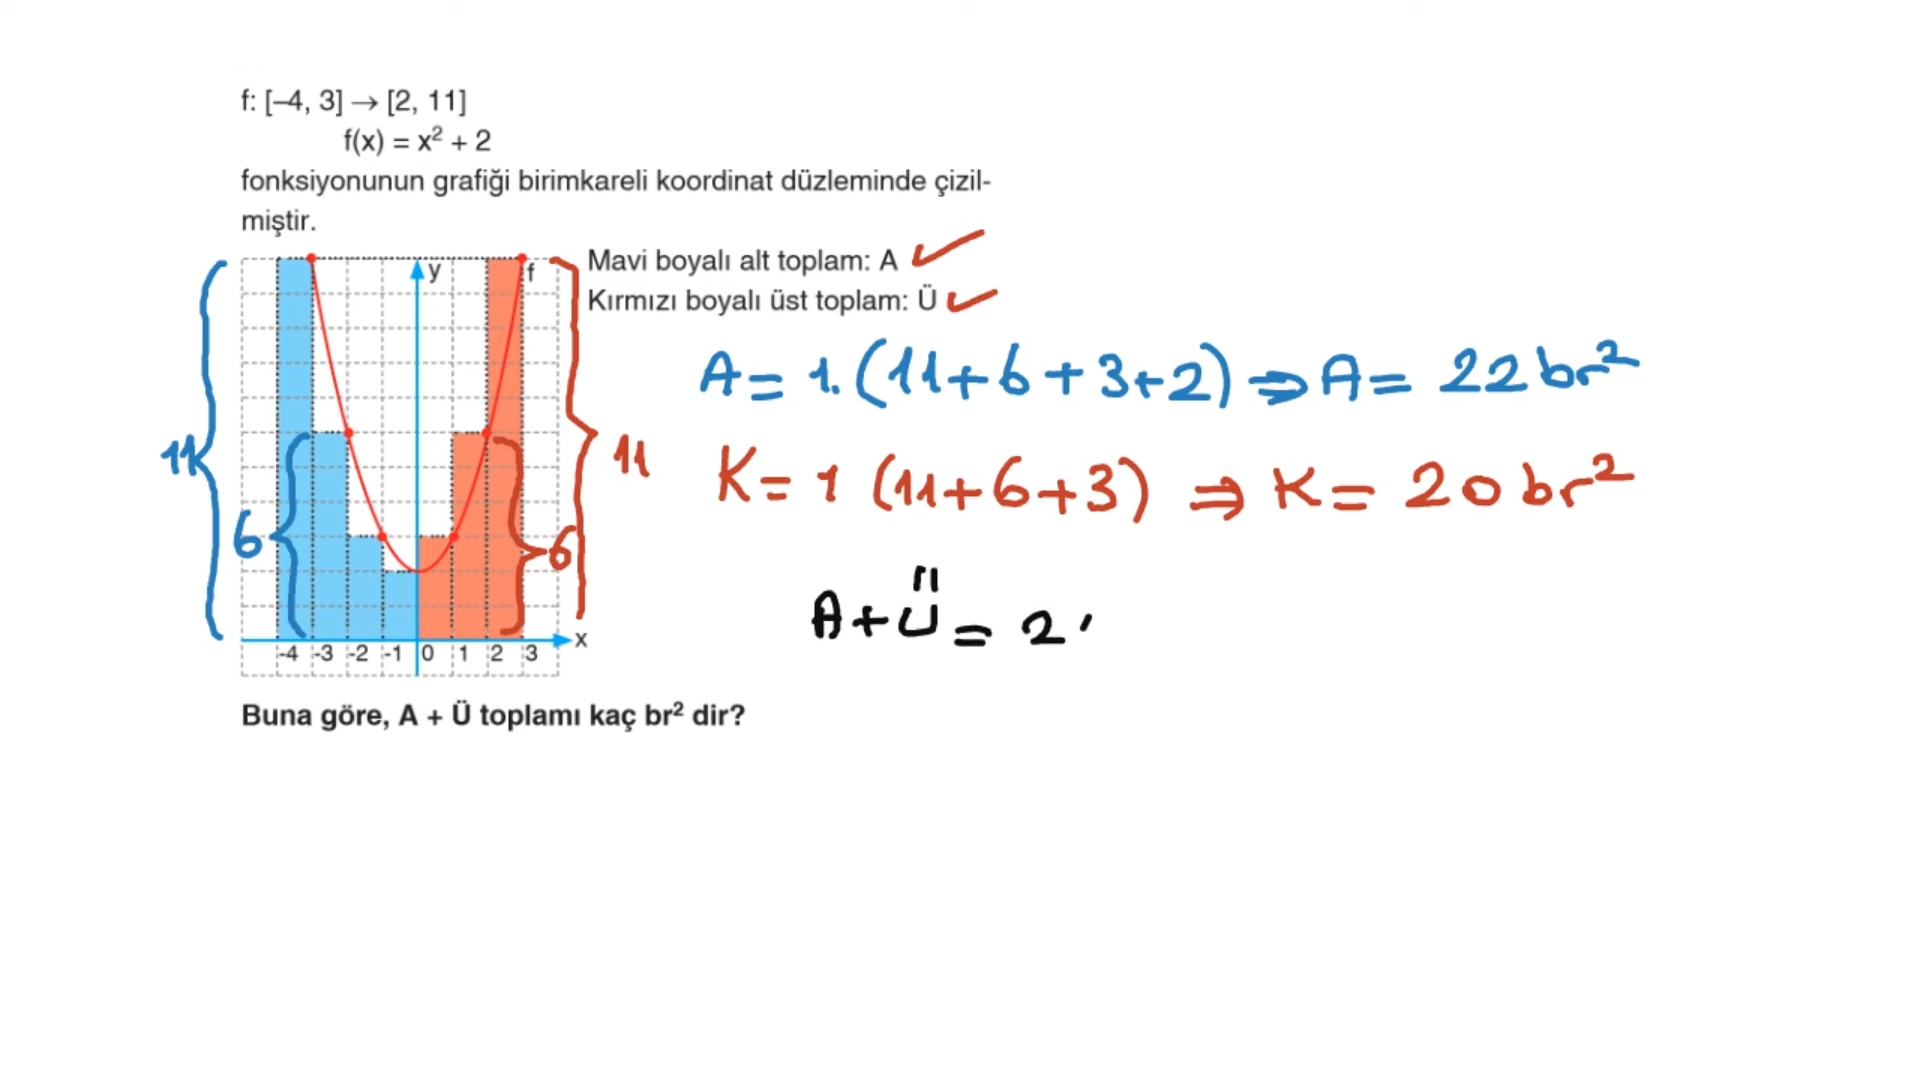 f: [–4, 3] → [2, 11]
f(x) = x² + 2
fonksiyonunun grafiği birimkareli koordinat düzleminde çizil-
miştir.
Mavi boyalı alt toplam: A
Kırmızı boyalı üst toplam: Ü
y
f
A = 1.(11+6+3+2) ⇒ A = 22 br²
11
11
K = 1 (11+6+3) ⇒ K = 20 br²
6
6
A + Ü = 2
x
-4 -3 -2 -1 0 1 2 3
Buna göre, A + Ü toplamı kaç br² dir?